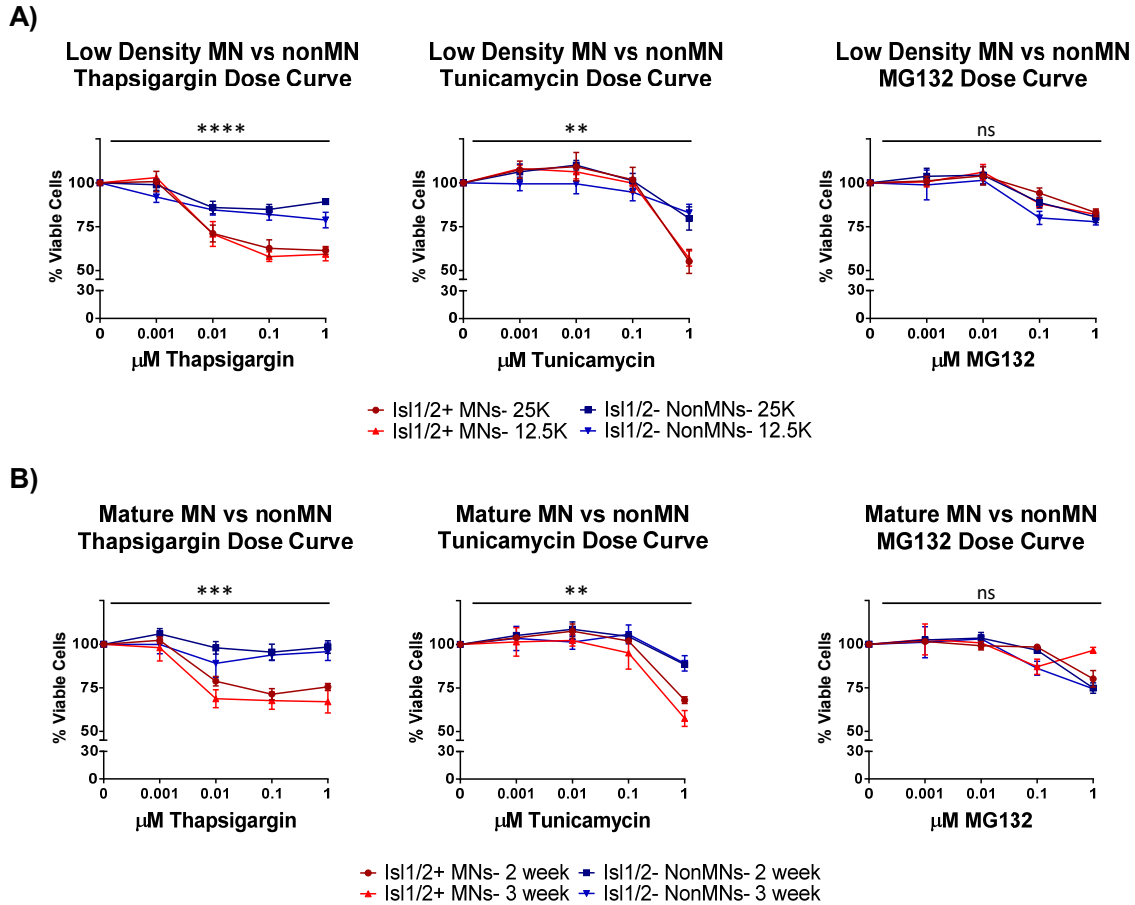 A)
Low Density MN vs nonMN
Thapsigargin Dose Curve
Low Density MN vs nonMN
Tunicamycin Dose Curve
Low Density MN vs nonMN
MG132 Dose Curve
****
**
ns
% Viable Cells
100
75
50
30
0
0 0.001 0.01 0.1 1
μM Thapsigargin
% Viable Cells
100
75
50
30
0
0 0.001 0.01 0.1 1
μM Tunicamycin
% Viable Cells
100
75
50
30
0
0 0.001 0.01 0.1 1
μM MG132
Isl1/2+ MNs- 25K
Isl1/2- NonMNs- 25K
Isl1/2+ MNs- 12.5K
Isl1/2- NonMNs- 12.5K
B)
Mature MN vs nonMN
Thapsigargin Dose Curve
Mature MN vs nonMN
Tunicamycin Dose Curve
Mature MN vs nonMN
MG132 Dose Curve
***
**
ns
% Viable Cells
100
75
50
30
0
0 0.001 0.01 0.1 1
μM Thapsigargin
% Viable Cells
100
75
50
30
0
0 0.001 0.01 0.1 1
μM Tunicamycin
% Viable Cells
100
75
50
30
0
0 0.001 0.01 0.1 1
μM MG132
Isl1/2+ MNs- 2 week
Isl1/2- NonMNs- 2 week
Isl1/2+ MNs- 3 week
Isl1/2- NonMNs- 3 week